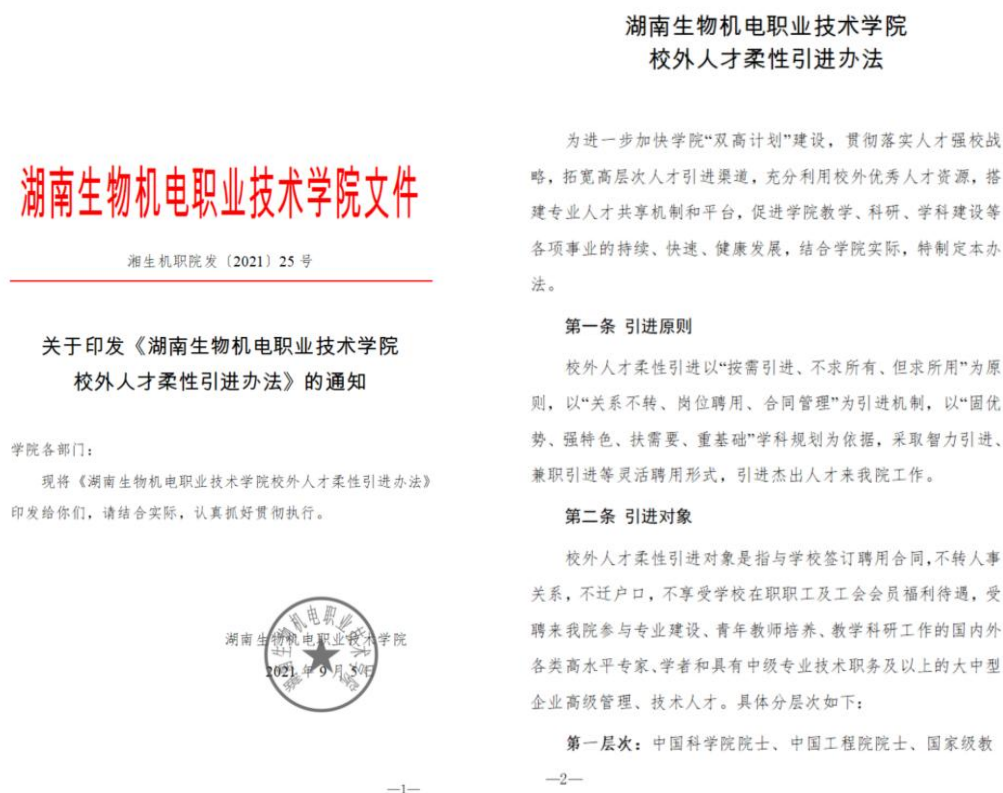 湖南生物机电职业技术学院文件
湘生机职院发〔2021〕25 号
关于印发《湖南生物机电职业技术学院
校外人才柔性引进办法》的通知
学院各部门：
现将《湖南生物机电职业技术学院校外人才柔性引进办法》
印发给你们，请结合实际，认真抓好贯彻执行。
湖南生物机电职业技术学院
2021 年 9 月 5 日
湖南生物机电职业技术学院
—1—
湖南生物机电职业技术学院
校外人才柔性引进办法
为进一步加快学院“双高计划”建设，贯彻落实人才强校战
略，拓宽高层次人才引进渠道，充分利用校外优秀人才资源，搭
建专业人才共享机制和平台，促进学院教学、科研、学科建设等
各项事业的持续、快速、健康发展，结合学院实际，特制定本办
法。
第一条 引进原则
校外人才柔性引进以“按需引进、不求所有、但求所用”为原
则，以“关系不转、岗位聘用、合同管理”为引进机制，以“固优
势、强特色、扶需要、重基础”学科规划为依据，采取智力引进、
兼职引进等灵活聘用形式，引进杰出人才来我院工作。
第二条 引进对象
校外人才柔性引进对象是指与学校签订聘用合同，不转人事
关系，不迁户口，不享受学校在职职工及工会会员福利待遇，受
聘来我院参与专业建设、青年教师培养、教学科研工作的国内外
各类高水平专家、学者和具有中级专业技术职务及以上的大中型
企业高级管理、技术人才。具体分层次如下：
第一层次：中国科学院院士、中国工程院院士、国家级教
—2—